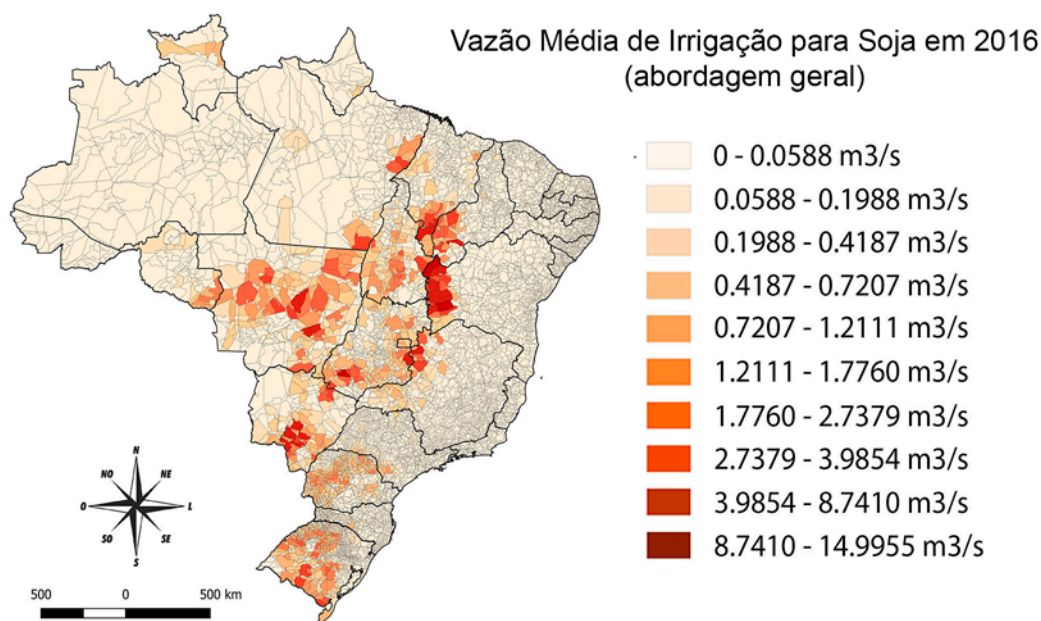 Vazão Média de Irrigação para Soja em 2016
(abordagem geral)
0 - 0.0588 m3/s
0.0588 - 0.1988 m3/s
0.1988 - 0.4187 m3/s
0.4187 - 0.7207 m3/s
0.7207 - 1.2111 m3/s
1.2111 - 1.7760 m3/s
1.7760 - 2.7379 m3/s
2.7379 - 3.9854 m3/s
3.9854 - 8.7410 m3/s
8.7410 - 14.9955 m3/s
N
NO NE
O L
SO SE
S
500 0 500 km